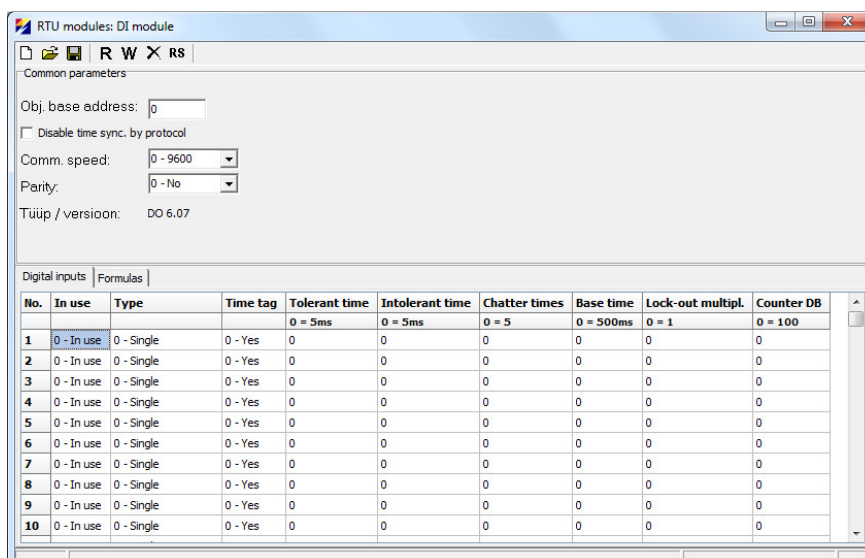 RTU modules: DI module
R W X RS
Common parameters
Obj. base address: 0
Disable time sync. by protocol
Comm. speed: 0 - 9600
Parity: 0 - No
Tüüp / versioon: DO 6.07
Digital inputs Formulas
No. In use Type Time tag Tolerant time Intolerant time Chatter times Base time Lock-out multipl. Counter DB
0 = 5ms 0 = 5ms 0 = 5 0 = 500ms 0 = 1 0 = 100
1 0 - In use 0 - Single 0 - Yes 0 0 0 0 0 0
2 0 - In use 0 - Single 0 - Yes 0 0 0 0 0 0
3 0 - In use 0 - Single 0 - Yes 0 0 0 0 0 0
4 0 - In use 0 - Single 0 - Yes 0 0 0 0 0 0
5 0 - In use 0 - Single 0 - Yes 0 0 0 0 0 0
6 0 - In use 0 - Single 0 - Yes 0 0 0 0 0 0
7 0 - In use 0 - Single 0 - Yes 0 0 0 0 0 0
8 0 - In use 0 - Single 0 - Yes 0 0 0 0 0 0
9 0 - In use 0 - Single 0 - Yes 0 0 0 0 0 0
10 0 - In use 0 - Single 0 - Yes 0 0 0 0 0 0